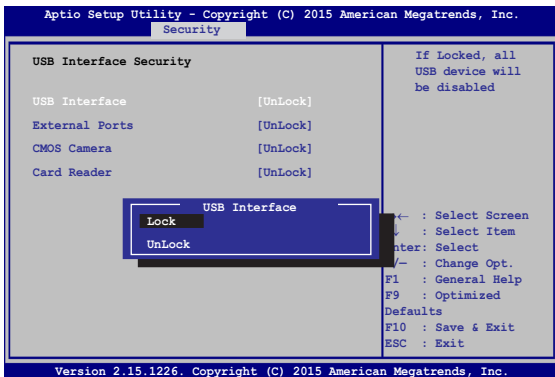 Aptio Setup Utility - Copyright (C) 2015 American Megatrends, Inc.
Security
USB Interface Security
USB Interface [UnLock]
External Ports [UnLock]
CMOS Camera [UnLock]
Card Reader [UnLock]
If Locked, all
USB device will
be disabled
USB Interface
Lock
UnLock
→← : Select Screen
↓ : Select Item
nter: Select
/— : Change Opt.
F1 : General Help
F9 : Optimized
Defaults
F10 : Save & Exit
ESC : Exit
Version 2.15.1226. Copyright (C) 2015 American Megatrends, Inc.